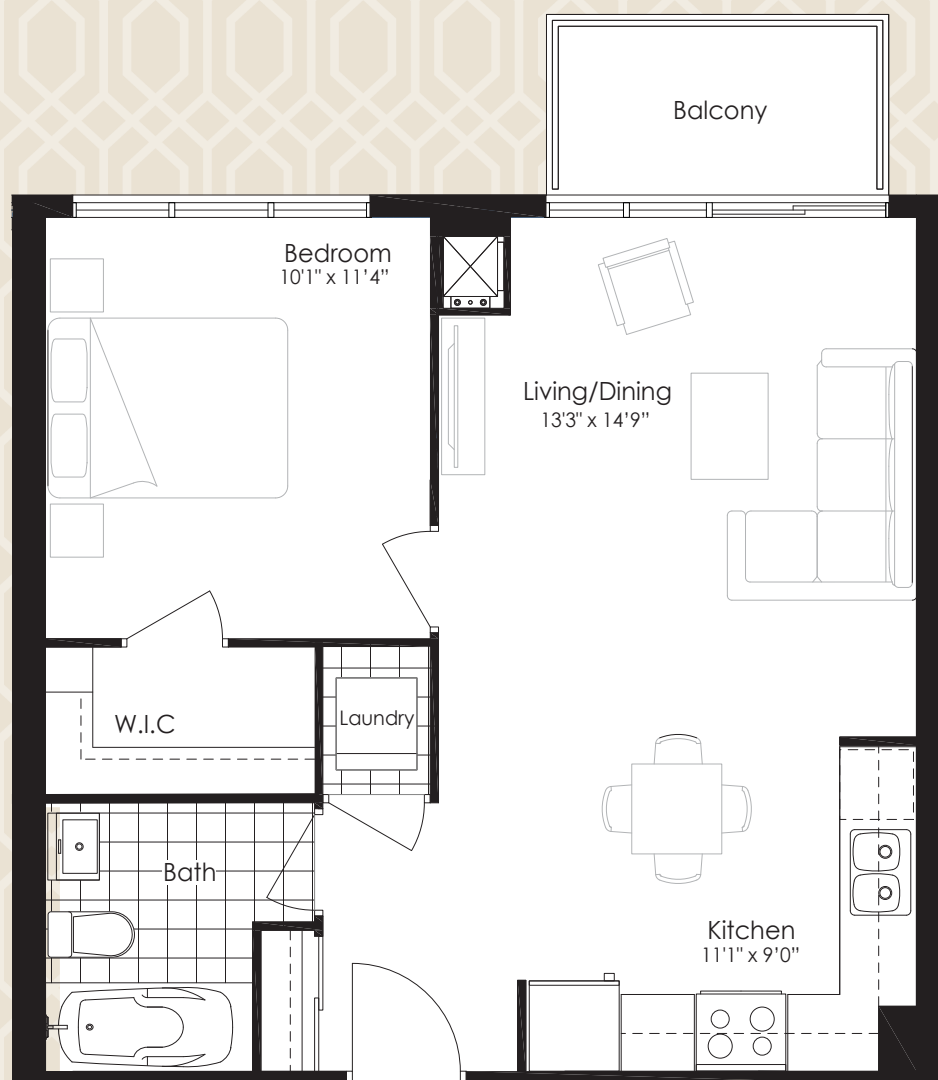 Balcony
Bedroom
10'1" x 11'4”
Living/Dining
13'3" x 14'9”
W.I.C
Laundry
Bath
Kitchen
11'1" x 9'0”